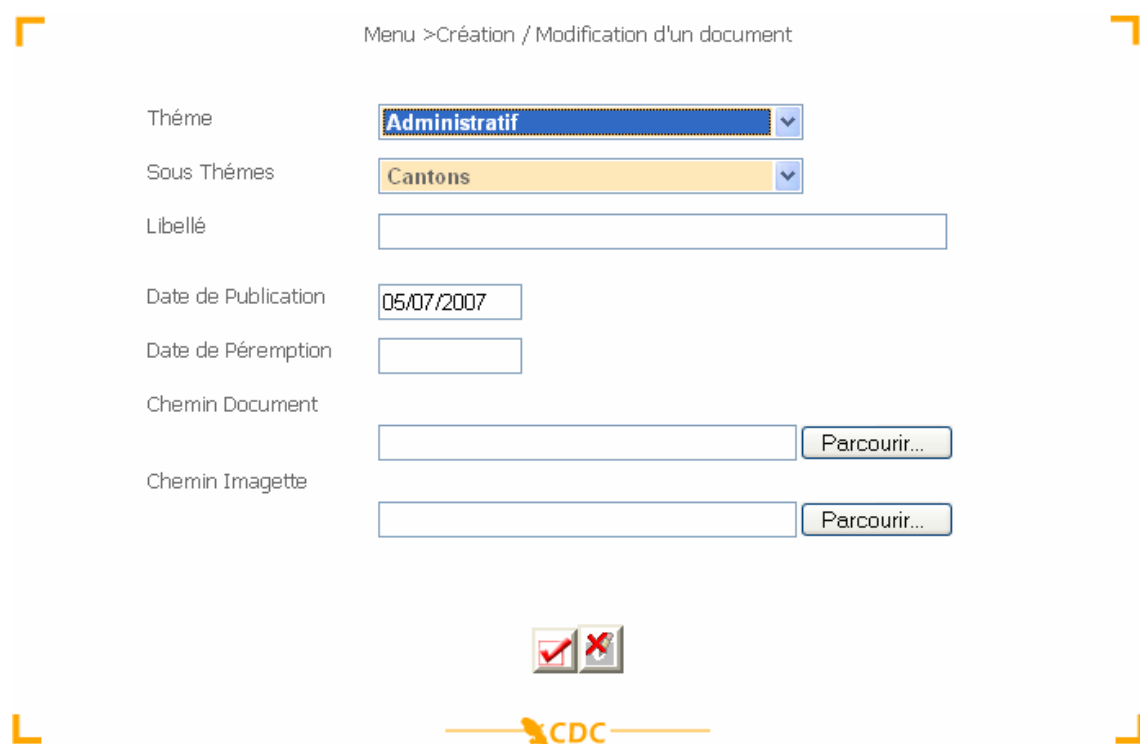 Menu >Création / Modification d'un document
Théme
Administratif
Sous Thémes
Cantons
Libellé
Date de Publication
05/07/2007
Date de Péremption
Chemin Document
Parcourir...
Chemin Imagette
Parcourir...
CDC